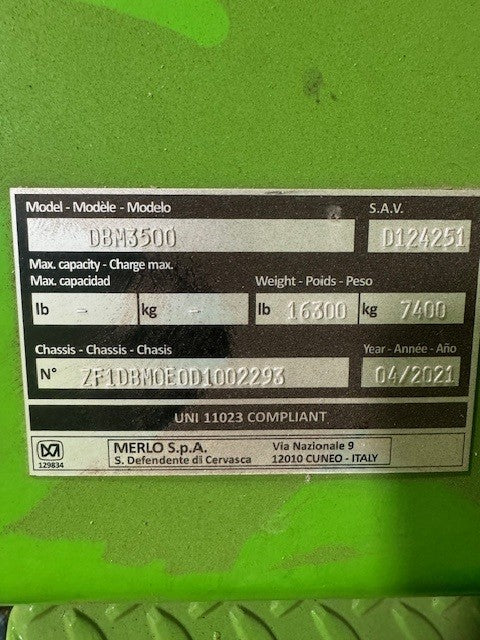 Model - Modèle - Modelo S.A.V.
DBM3500 D124251
Max. capacity - Charge max.
Max. capacidad Weight - Poids - Peso
lb - kg - lb 16300 kg 7400
Chassis - Chassis - Chasis Year - Année - Año
N° ZF1DBM0E0D1002293 04/2021
UNI 11023 COMPLIANT
MERLO S.p.A. Via Nazionale 9
129834 S. Defendente di Cervasca 12010 CUNEO - ITALY